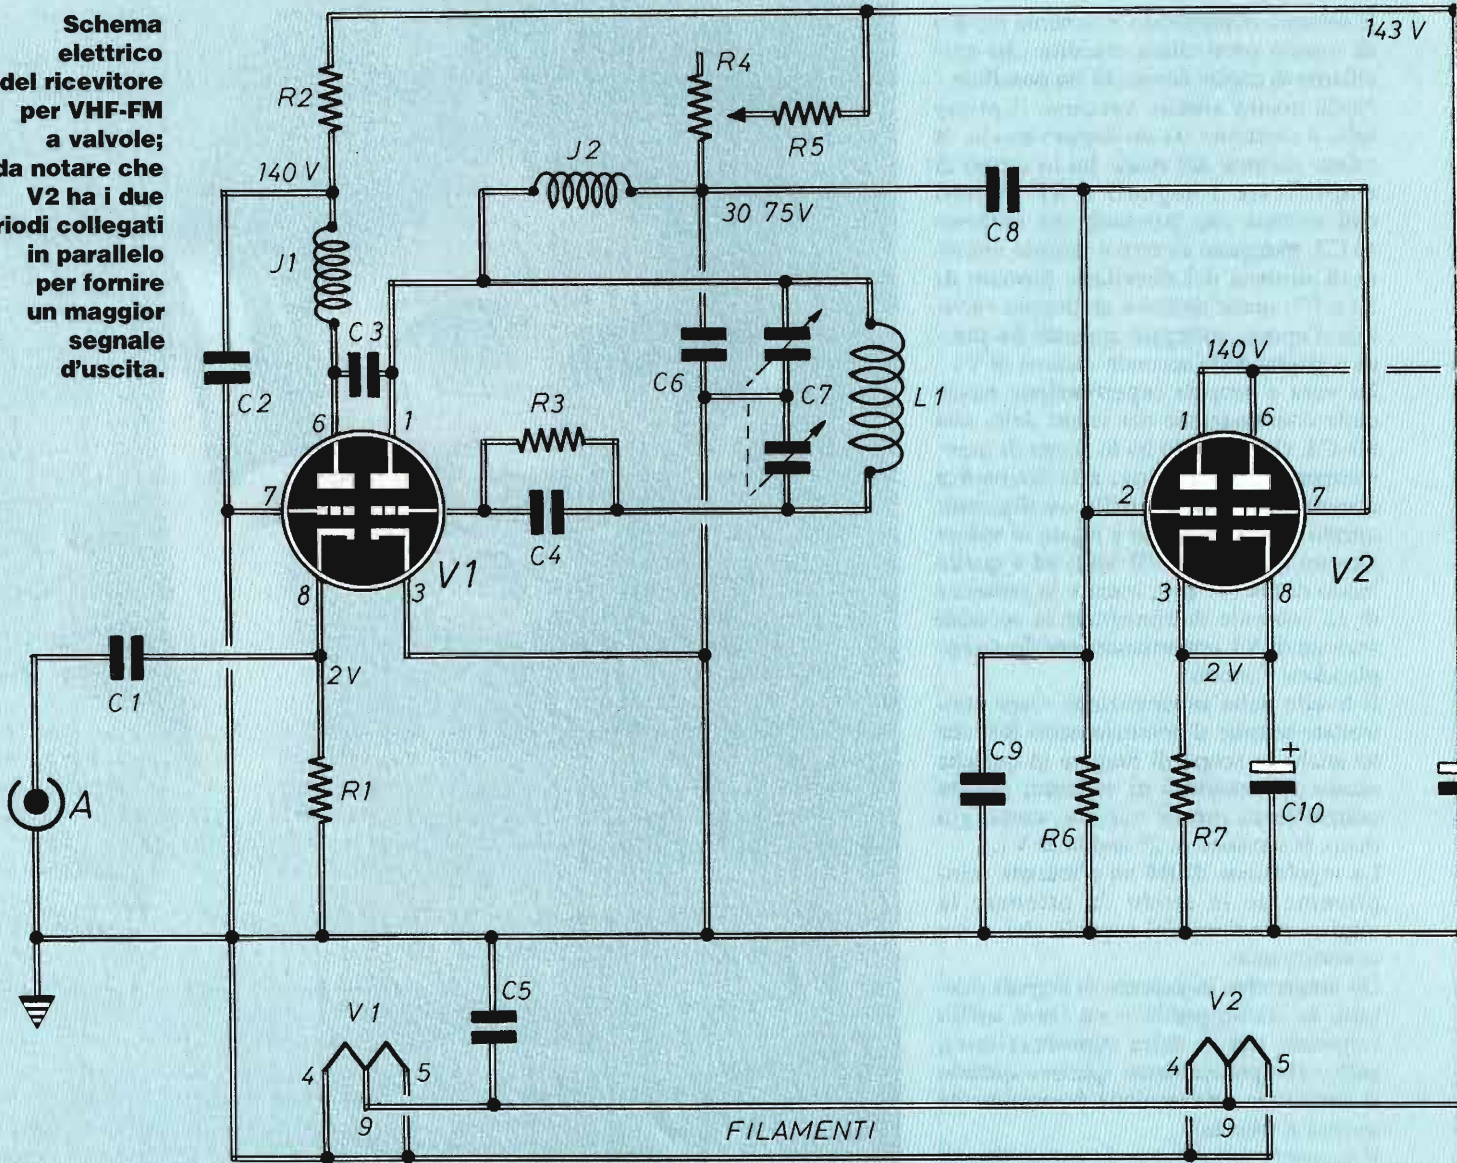 Schema
elettrico
del ricevitore
per VHF-FM
a valvole;
da notare che
V2 ha i due
riodi collegati
in parallelo
per fornire
un maggior
segnale
d'uscita.
143 V
R4
R2
R5
J2
140 V
30 75V
C8
J1
C3
140 V
C6
C7
L1
C2
R3
6
1
1
6
7
2
7
C4
V1
V2
8
3
3
8
2V
2 V
C1
C9
+
A
R1
C10
R6
R7
C5
V1
V2
4
5
4
5
9
9
FILAMENTI